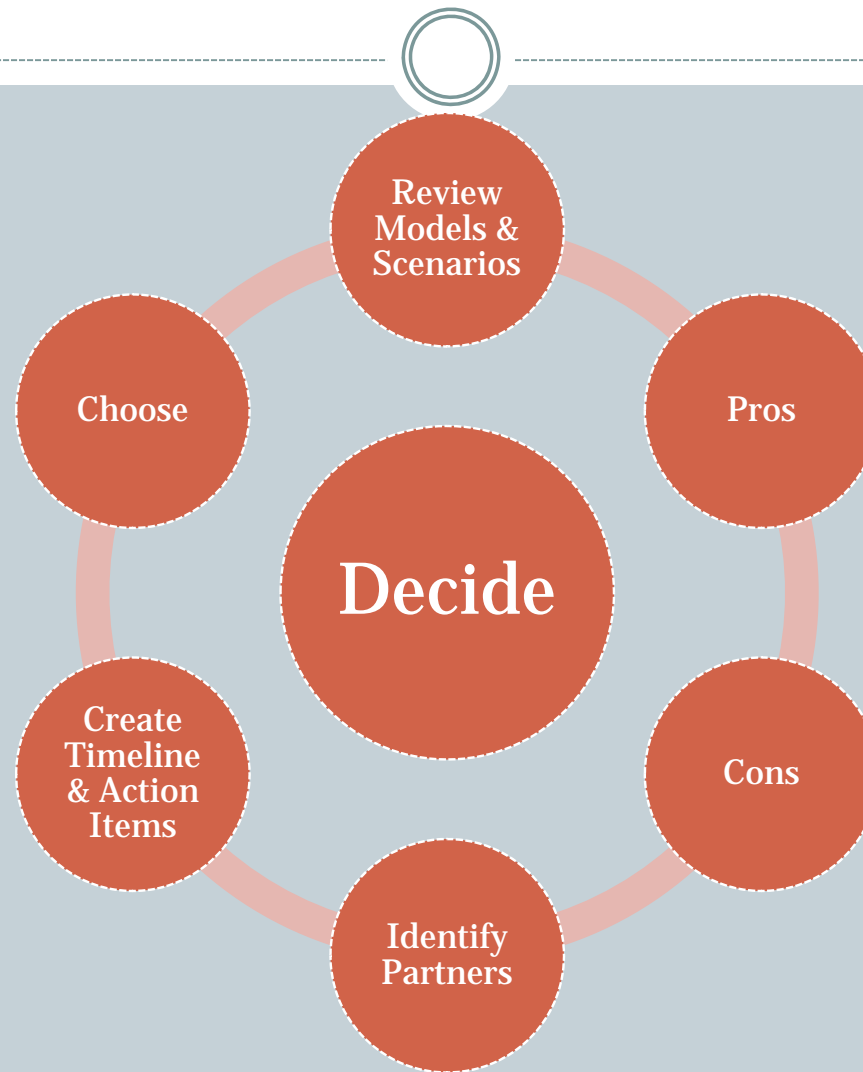 Review
Models &
Scenarios
Pros
Cons
Identify
Partners
Create
Timeline
& Action
Items
Choose
Decide